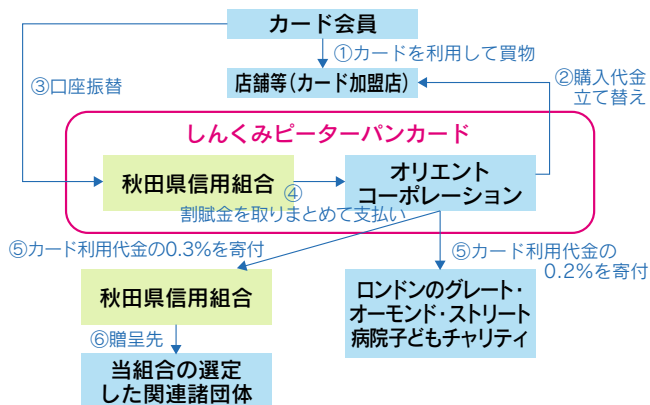 カード会員
①カードを利用して買物
店舗等(カード加盟店)
②購入代金
立て替え
③口座振替
しんくみピーターパンカード
秋田県信用組合
④
割賦金を取りまとめて支払い
オリエント
コーポレーション
⑤カード利用代金の0.3%を寄付
⑤カード利用代金の
0.2%を寄付
秋田県信用組合
ロンドンのグレート・
オーモンド・ストリート
病院子どもチャリティ
⑥贈呈先
当組合の選定
した関連諸団体